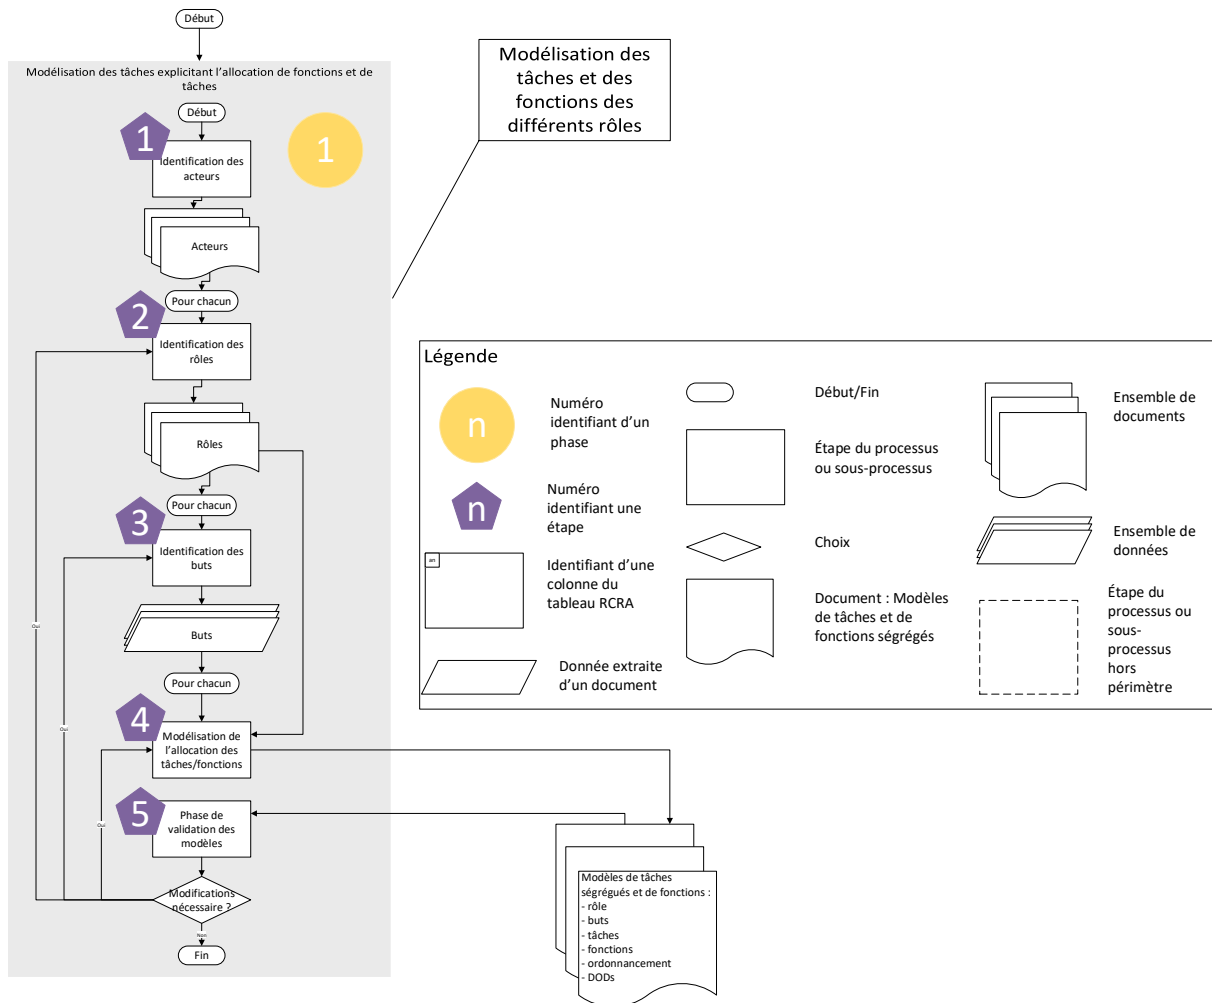 Début
Modélisation des tâches explicitant l'allocation de fonctions et de
tâches
Début
1
1
Identification des
acteurs
Acteurs
Pour chacun
2
Identification des
rôles
Rôles
Pour chacun
3
Identification des
buts
Buts
Pour chacun
4
Modélisation de
l'allocation des
tâches/fonctions
5
Phase de
validation des
modèles
Modifications
nécessaire ?
Oui
Oui
Oui
Non
Fin
Modélisation des
tâches et des
fonctions des
différents rôles
Légende
n
Numéro
identifiant d'un
phase
n
Numéro
identifiant une
étape
an
Identifiant d'une
colonne du
tableau RCRA
Donnée extraite
d'un document
Début/Fin
Étape du processus
ou sous-processus
Choix
Document : Modèles
de tâches et de
fonctions ségrégés
Ensemble de
documents
Ensemble de
données
Étape du
processus ou
sous-
processus
hors
périmètre
Modèles de tâches
ségrégués et de fonctions :
- rôle
- buts
- tâches
- fonctions
- ordonnancement
- DODs